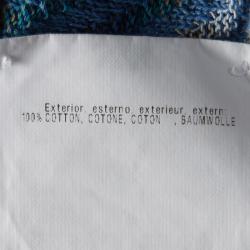 Exterior, esterno, exterieur, extern:
100% COTTON, COTONE, COTON , BAUMWOLLE